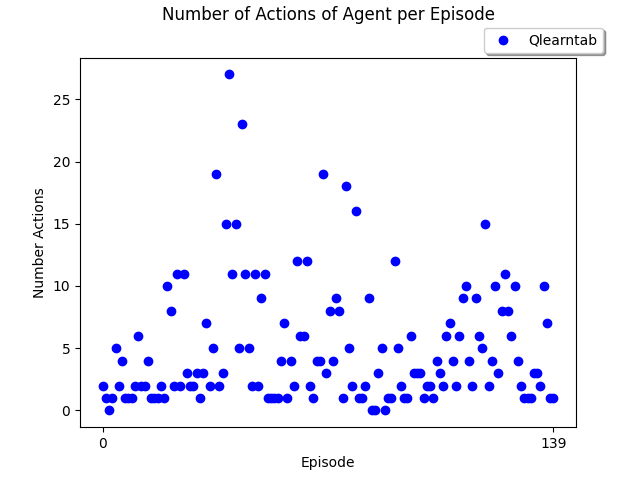 Number of Actions of Agent per Episode
Qlearntab
25
20
15
10
5
0
Number Actions
0
139
Episode